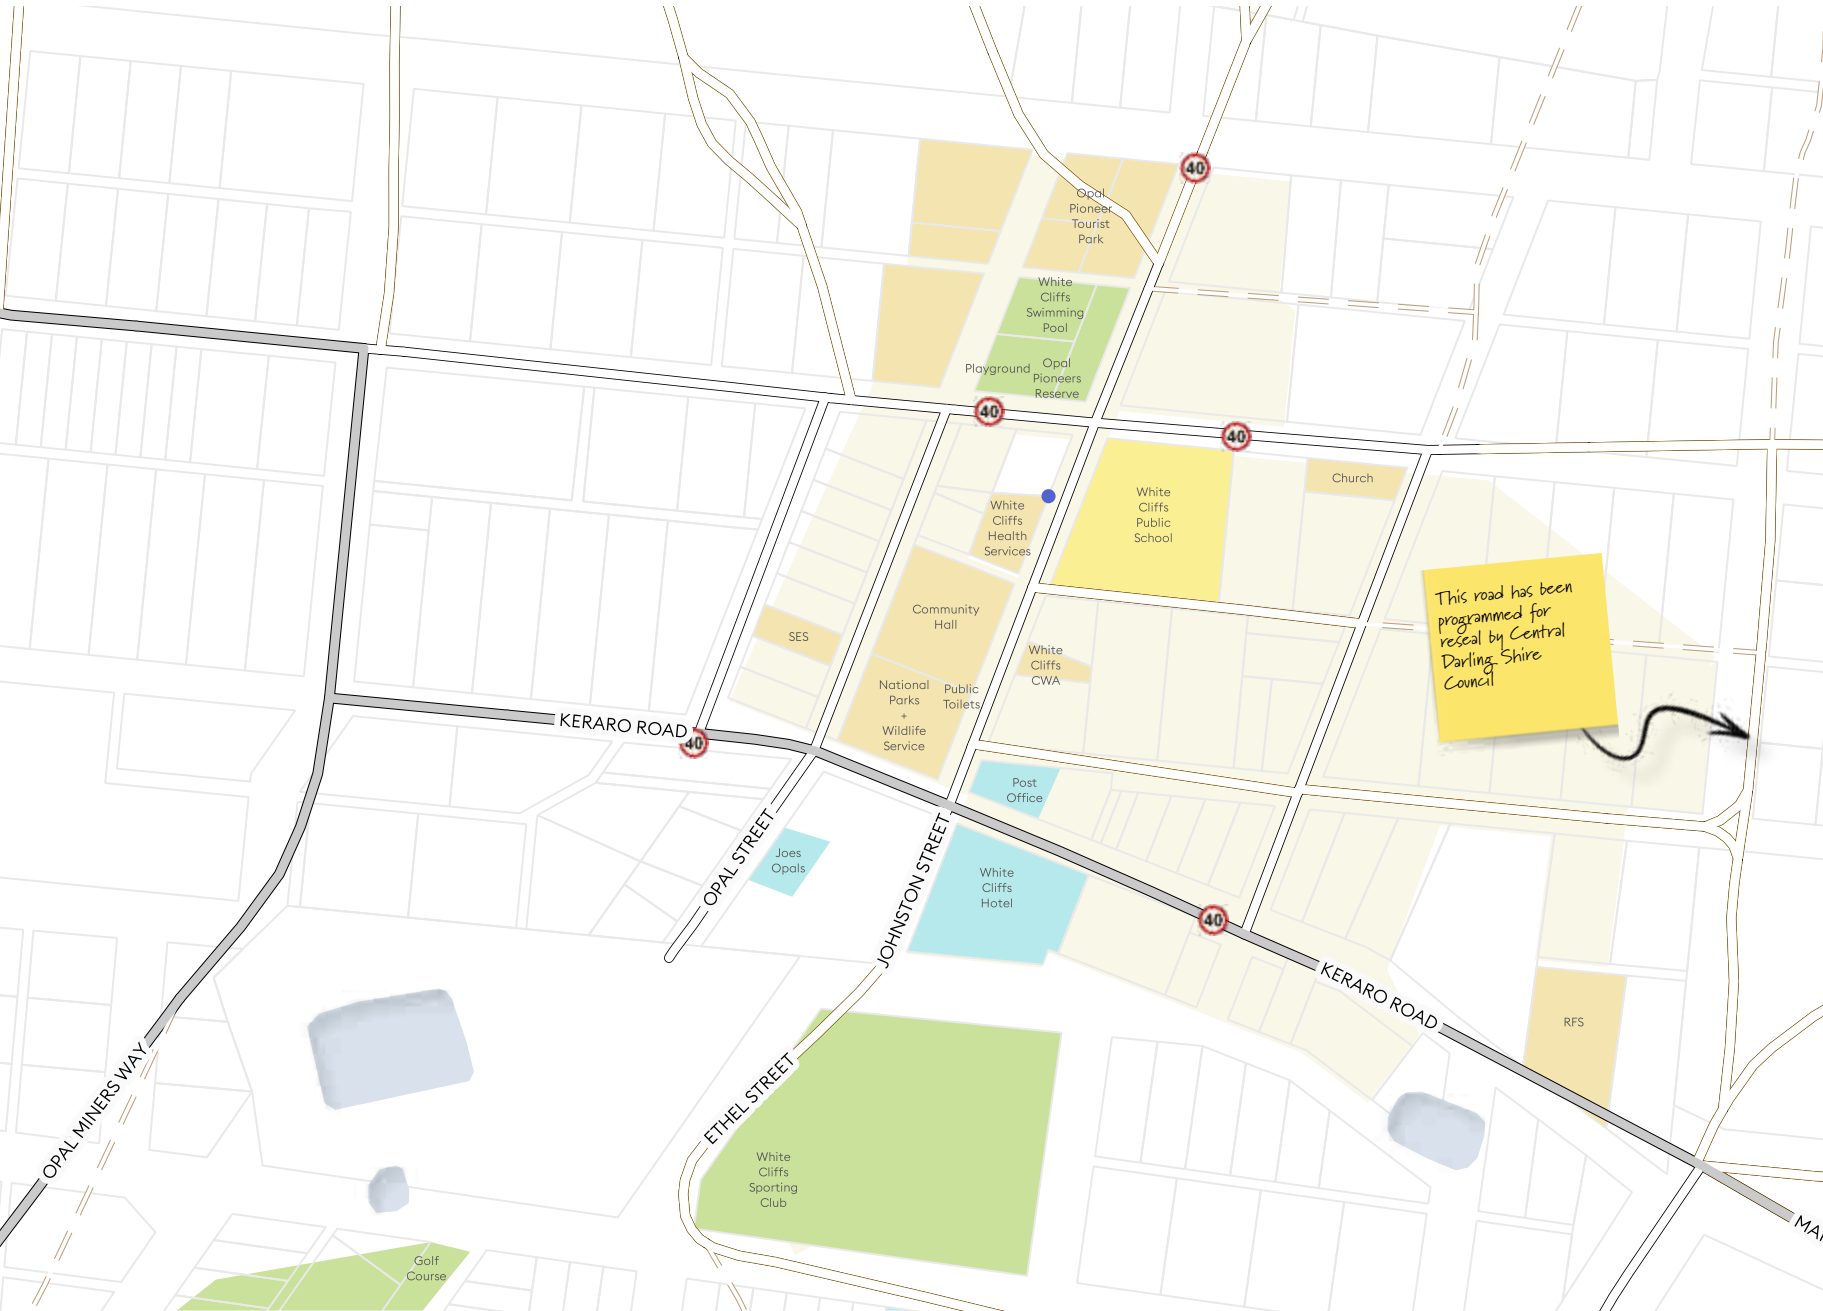 40
Opal
Pioneer
Tourist
Park
White
Cliffs
Swimming
Pool
Playground
Opal
Pioneers
Reserve
40
40
White
Cliffs
Health
Services
White
Cliffs
Public
School
Church
This road has been
programmed for
reseal by Central
Darling Shire
Council
Community
Hall
SES
White
Cliffs
CWA
National
Parks
+
Wildlife
Service
Public
Toilets
KERARO ROAD
40
Post
Office
OPAL STREET
Joes
Opals
JOHNSTON STREET
White
Cliffs
Hotel
40
KERARO ROAD
RFS
OPAL MINERS WAY
ETHEL STREET
White
Cliffs
Sporting
Club
Golf
Course